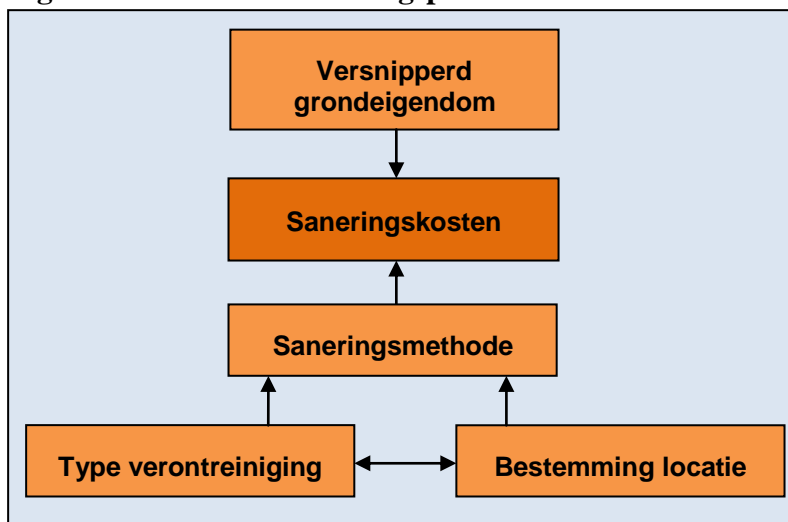 Versnipperd
grondeigendom
Saneringskosten
Saneringsmethode
Type verontreiniging
Bestemming locatie